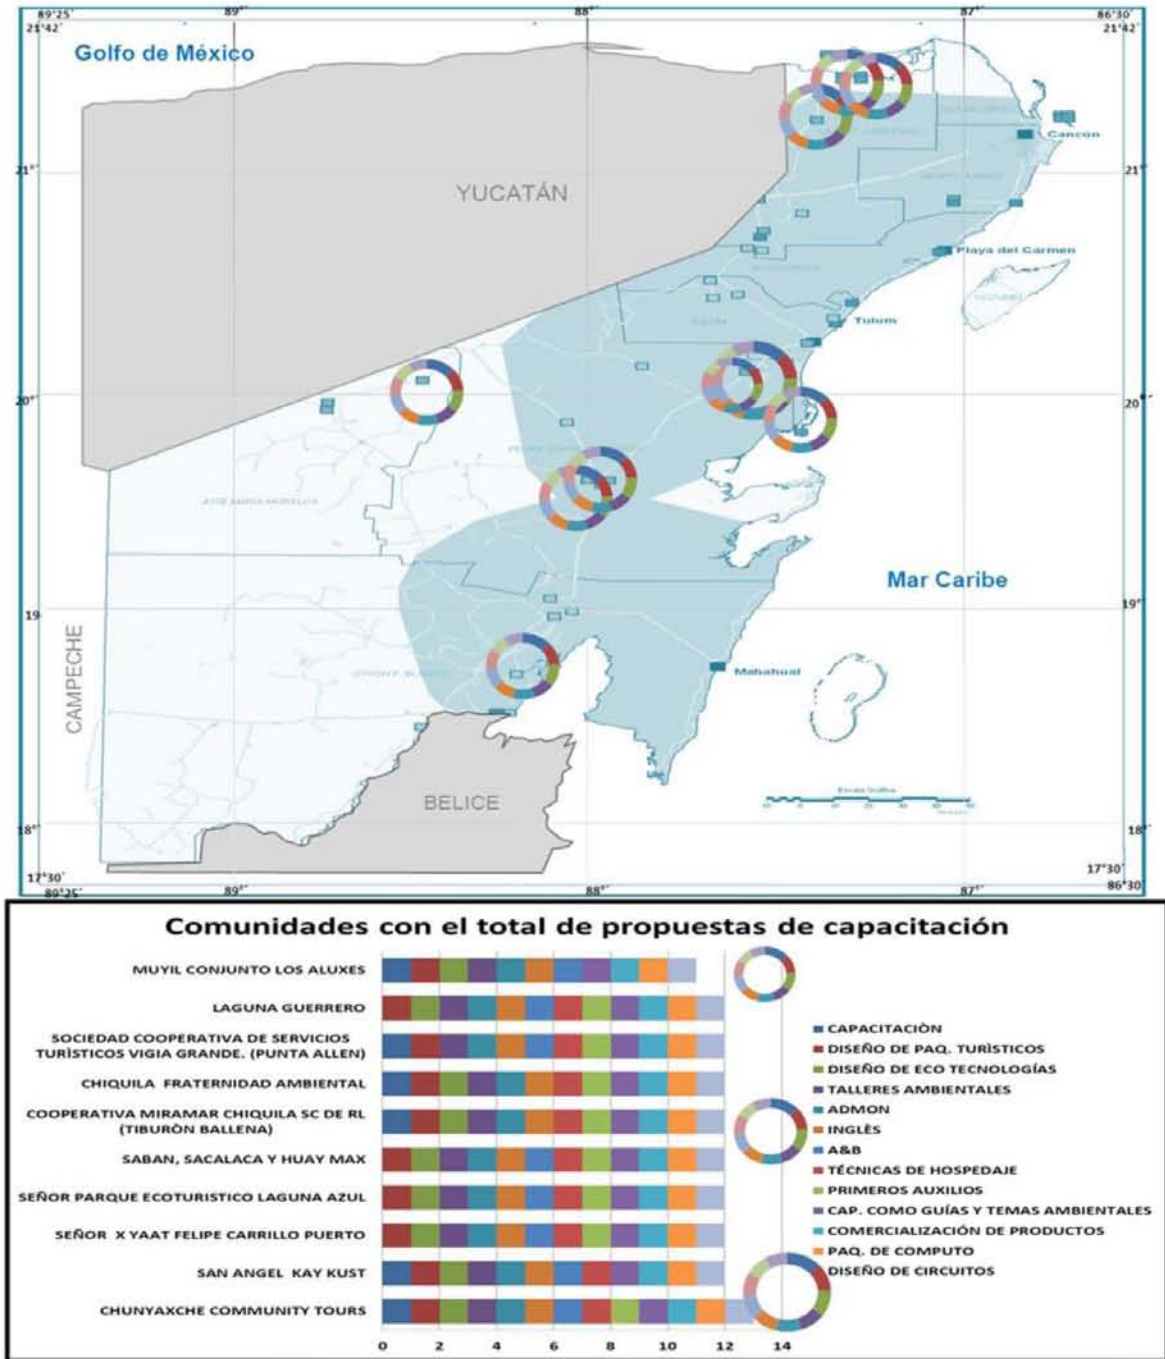 89°25'
89°
88°
87°
86°30'
21°42'
21°42'
Golfo de México
Cancún
21°
21°
YUCATÁN
Playa del Carmen
Tulum
20°
20°
JOSÉ MARÍA MORELOS
Mar Caribe
19
19°
CAMPECHE
Mahahual
BELICE
18°
18°
17°30'
17°30'
89°25'
89°
88°
87°
86°30'
Comunidades con el total de propuestas de capacitación
MUYIL CONJUNTO LOS ALUXES
LAGUNA GUERRERO
SOCIEDAD COOPERATIVA DE SERVICIOS
TURÌSTICOS VIGIA GRANDE. (PUNTA ALLEN)
CHIQUILA FRATERNIDAD AMBIENTAL
COOPERATIVA MIRAMAR CHIQUILA SC DE RL
(TIBURÒN BALLENA)
SABAN, SACALACA Y HUAY MAX
SEÑOR PARQUE ECOTURISTICO LAGUNA AZUL
SEÑOR X YAAT FELIPE CARRILLO PUERTO
SAN ANGEL KAY KUST
CHUNYAXCHE COMMUNITY TOURS
0 2 4 6 8 10 12 14
CAPACITACIÒN
DISEÑO DE PAQ. TURÌSTICOS
DISEÑO DE ECO TECNOLOGÍAS
TALLERES AMBIENTALES
ADMON
INGLÈS
A&B
TÉCNICAS DE HOSPEDAJE
PRIMEROS AUXILIOS
CAP. COMO GUÍAS Y TEMAS AMBIENTALES
COMERCIALIZACIÓN DE PRODUCTOS
PAQ. DE COMPUTO
DISEÑO DE CIRCUITOS